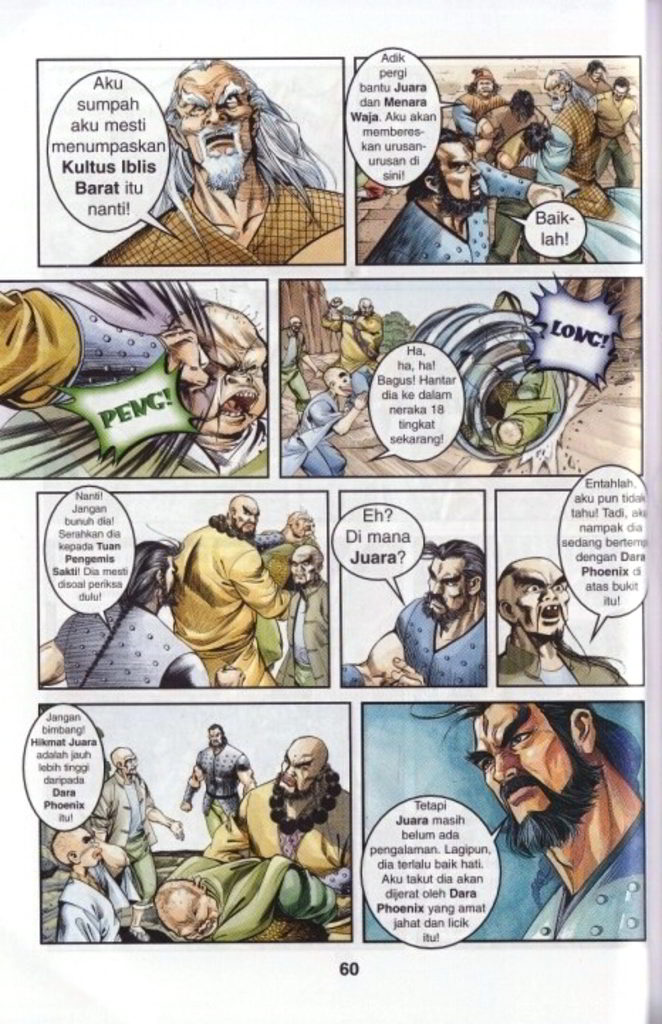 Aku
sumpah
aku mesti
menumpaskan
Kultus Iblis
Barat itu
nanti!
Adik
pergi
bantu Juara
dan Menara
Waja. Aku akan
memberes-
kan urusan-
urusan di
sini!
Baik-
lah!
PENG!
Ha,
ha, ha!
Bagus! Hantar
dia ke dalam
neraka 18
tingkat
sekarang!
LONG!
Nanti!
Jangan
bunuh dia!
Serahkan dia
kepada Tuan
Pengemis
Sakti! Dia mesti
disoal periksa
dulu!
Eh?
Di mana
Juara?
Entahlah,
aku pun tidak
tahu! Tadi, aku
nampak dia
sedang bertempur
dengan Dara
Phoenix di
atas bukit
itu!
Jangan
bimbang!
Hikmat Juara
adalah jauh
lebih tinggi
daripada
Dara
Phoenix
itu!
Tetapi
Juara masih
belum ada
pengalaman. Lagipun,
dia terlalu baik hati.
Aku takut dia akan
dijerat oleh Dara
Phoenix yang amat
jahat dan licik
itu!
60